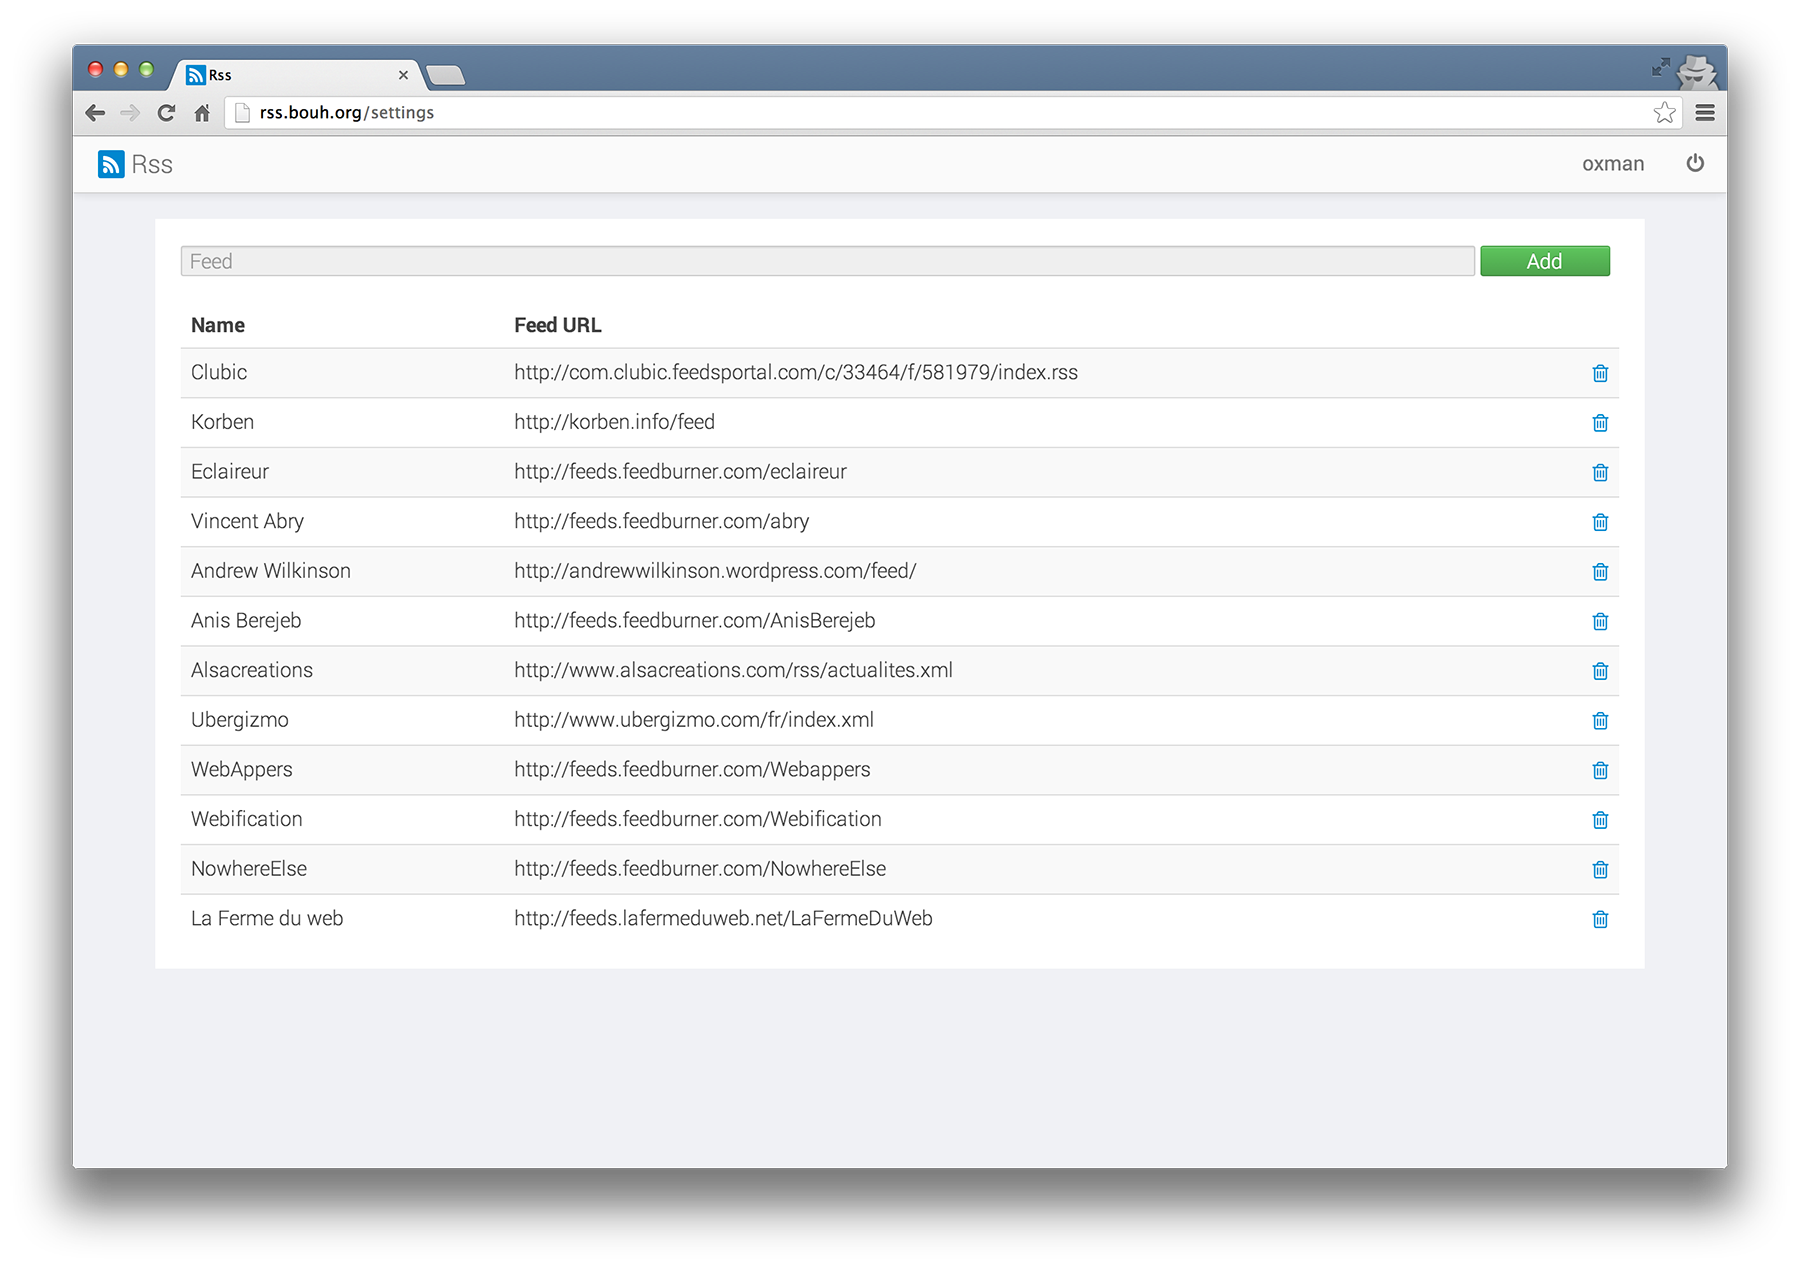 Rss
rss.bouh.org/settings
Rss oxman
Feed Add
Name Feed URL
Clubic http://com.clubic.feedsportal.com/c/33464/f/581979/index.rss
Korben http://korben.info/feed
Eclaireur http://feeds.feedburner.com/eclaireur
Vincent Abry http://feeds.feedburner.com/abry
Andrew Wilkinson http://andrewwilkinson.wordpress.com/feed/
Anis Berejeb http://feeds.feedburner.com/AnisBerejeb
Alsacreations http://www.alsacreations.com/rss/actualites.xml
Ubergizmo http://www.ubergizmo.com/fr/index.xml
WebAppers http://feeds.feedburner.com/Webappers
Webification http://feeds.feedburner.com/Webification
NowhereElse http://feeds.feedburner.com/NowhereElse
La Ferme du web http://feeds.lafermeduweb.net/LaFermeDuWeb